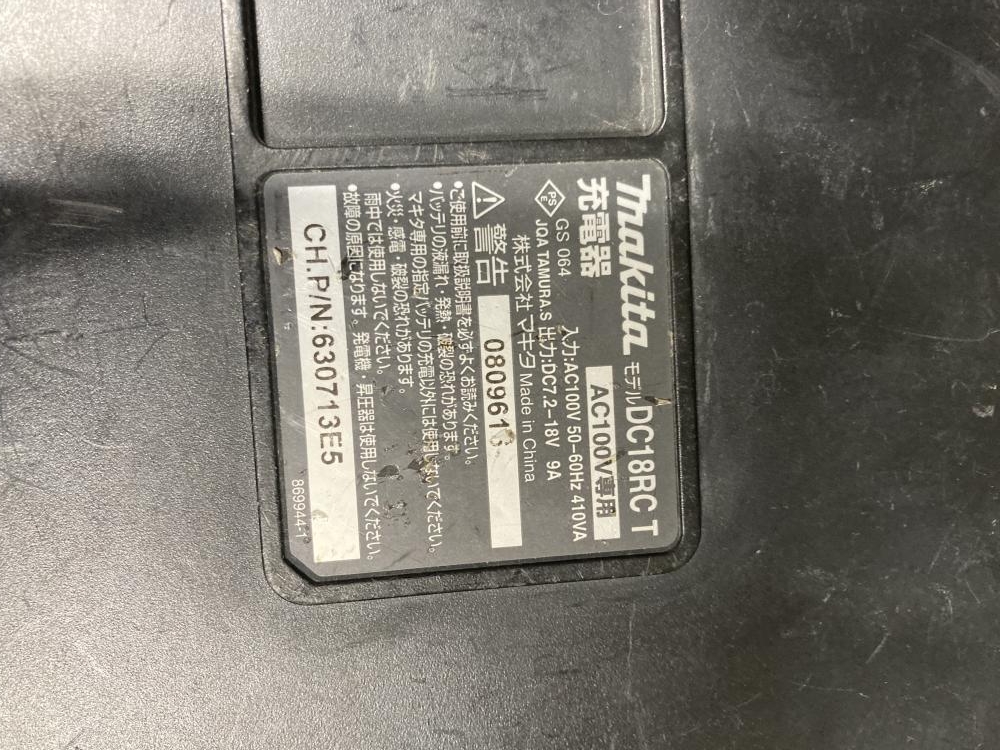 makita モデル DC18RC T
充電器 AC100V専用
入力:AC100V 50-60Hz 410VA
GS 064
PS E JQA TAMURA.S 出力:DC7.2-18V 9A
株式会社マキタ Made in China
警告
・ご使用前に取扱説明書を必ずよくお読みください。
・バッテリの液漏れ・発熱・破裂の恐れがあります。
マキタ専用の指定バッテリの充電以外には使用しないでください。
・火災・感電・破裂の恐れがあります。
雨中では使用しないでください。
・故障の原因になります。発電機・昇圧器は使用しないでください。
CH.P/N:630713E5
869944-1